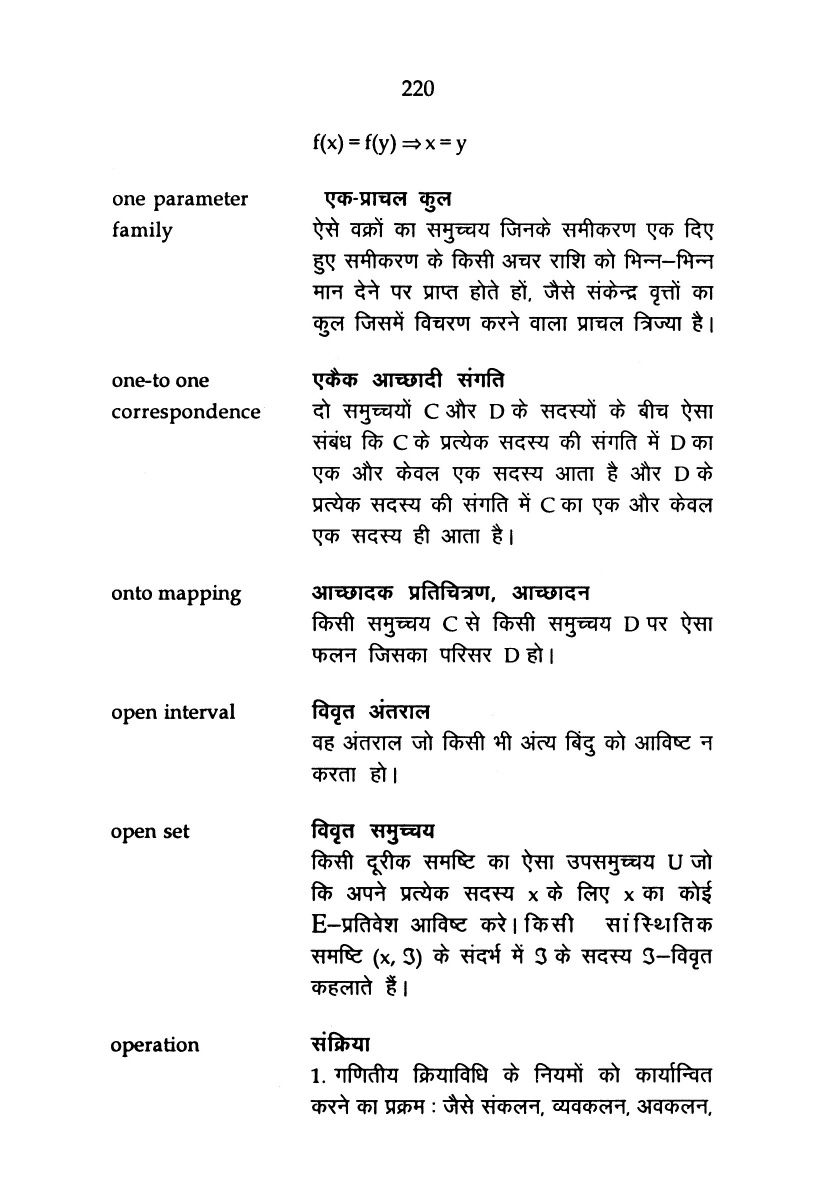 220
f(x) = f(y) ⇒ x = y
one parameter एक-प्राचल कुल
family ऐसे वक्रों का समुच्चय जिनके समीकरण एक दिए
हुए समीकरण के किसी अचर राशि को भिन्न–भिन्न
मान देने पर प्राप्त होते हों, जैसे संकेन्द्र वृत्तों का
कुल जिसमें विचरण करने वाला प्राचल त्रिज्या है।
one-to one एकैक आच्छादी संगति
correspondence दो समुच्चयों C और D के सदस्यों के बीच ऐसा
संबंध कि C के प्रत्येक सदस्य की संगति में D का
एक और केवल एक सदस्य आता है और D के
प्रत्येक सदस्य की संगति में C का एक और केवल
एक सदस्य ही आता है।
onto mapping आच्छादक प्रतिचित्रण, आच्छादन
किसी समुच्चय C से किसी समुच्चय D पर ऐसा
फलन जिसका परिसर D हो।
open interval विवृत अंतराल
वह अंतराल जो किसी भी अंत्य बिंदु को आविष्ट न
करता हो।
open set विवृत समुच्चय
किसी दूरीक समष्टि का ऐसा उपसमुच्चय U जो
कि अपने प्रत्येक सदस्य x के लिए x का कोई
E–प्रतिवेश आविष्ट करे। किसी सांस्थितिक
समष्टि (x, ℑ) के संदर्भ में ℑ के सदस्य ℑ–विवृत
कहलाते हैं।
operation संक्रिया
1. गणितीय क्रियाविधि के नियमों को कार्यान्वित
करने का प्रक्रम : जैसे संकलन, व्यवकलन, अवकलन,